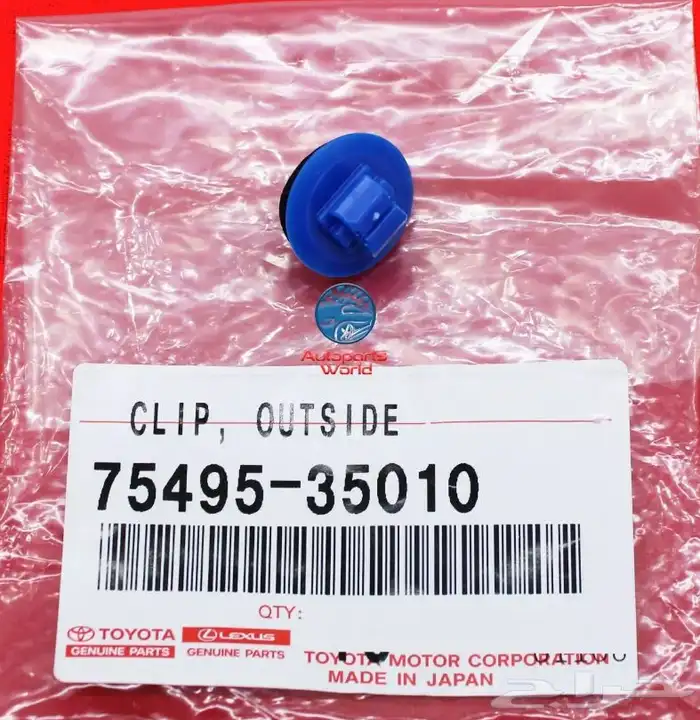 Autoparts
World
CLIP, OUTSIDE
75495-35010
QTY:
TOYOTA LEXUS
GENUINE PARTS GENUINE PARTS
TOYOTA MOTOR CORPORATION
MADE IN JAPAN
حراج